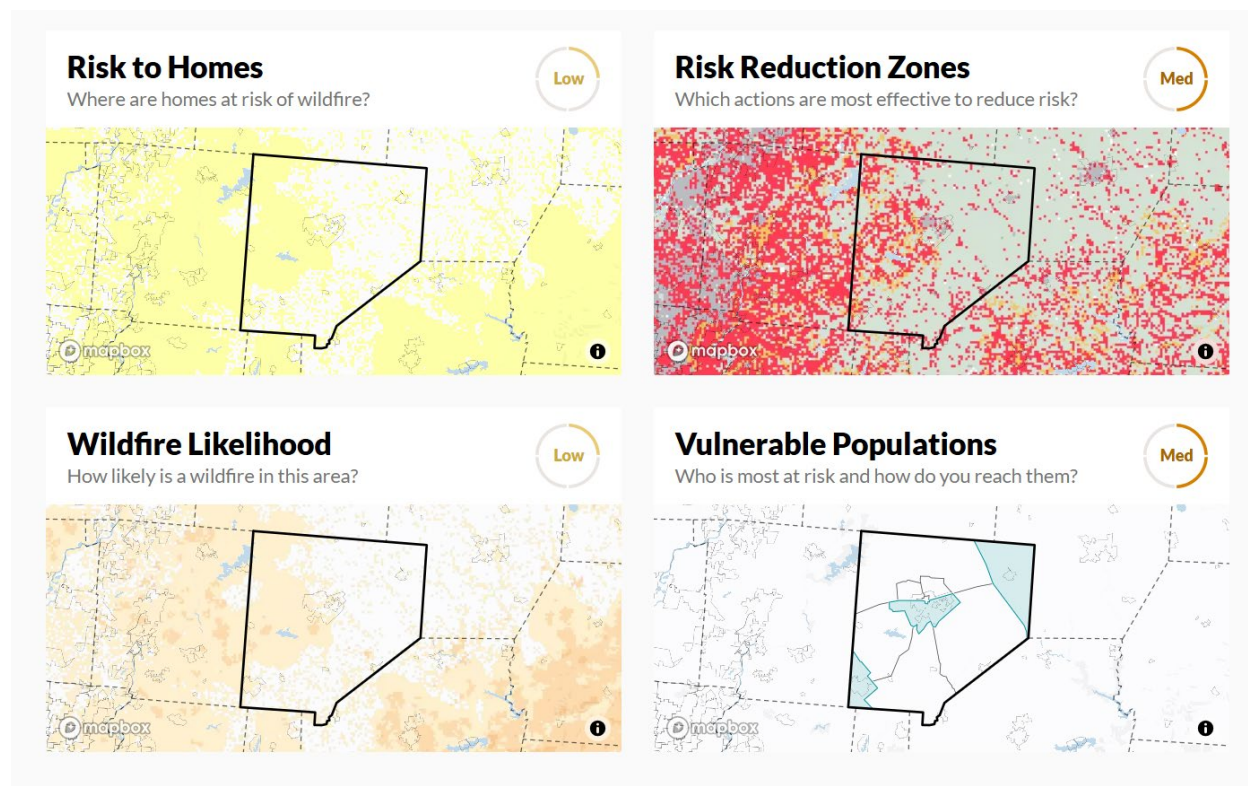 Risk to Homes
Low
Where are homes at risk of wildfire?
mapbox
Risk Reduction Zones
Med
Which actions are most effective to reduce risk?
mapbox
Wildfire Likelihood
Low
How likely is a wildfire in this area?
mapbox
Vulnerable Populations
Med
Who is most at risk and how do you reach them?
mapbox